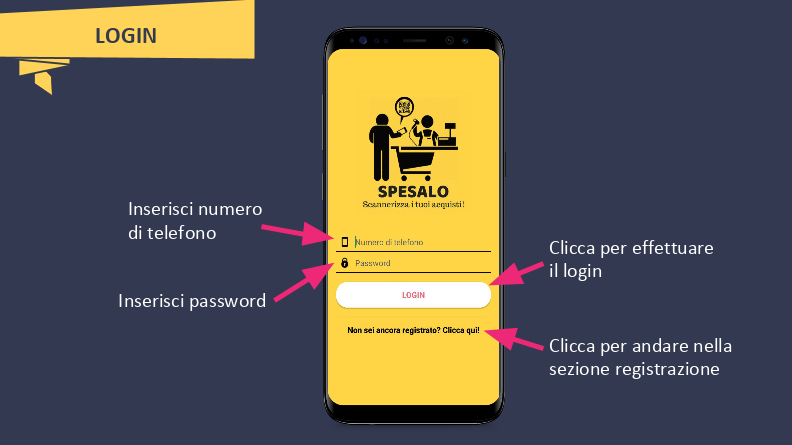 LOGIN
SPESALO
Scannerizza i tuoi acquisti!
Inserisci numero
di telefono
Numero di telefono
Inserisci password
Password
LOGIN
Clicca per effettuare
il login
Non sei ancora registrato? Clicca qui!
Clicca per andare nella
sezione registrazione